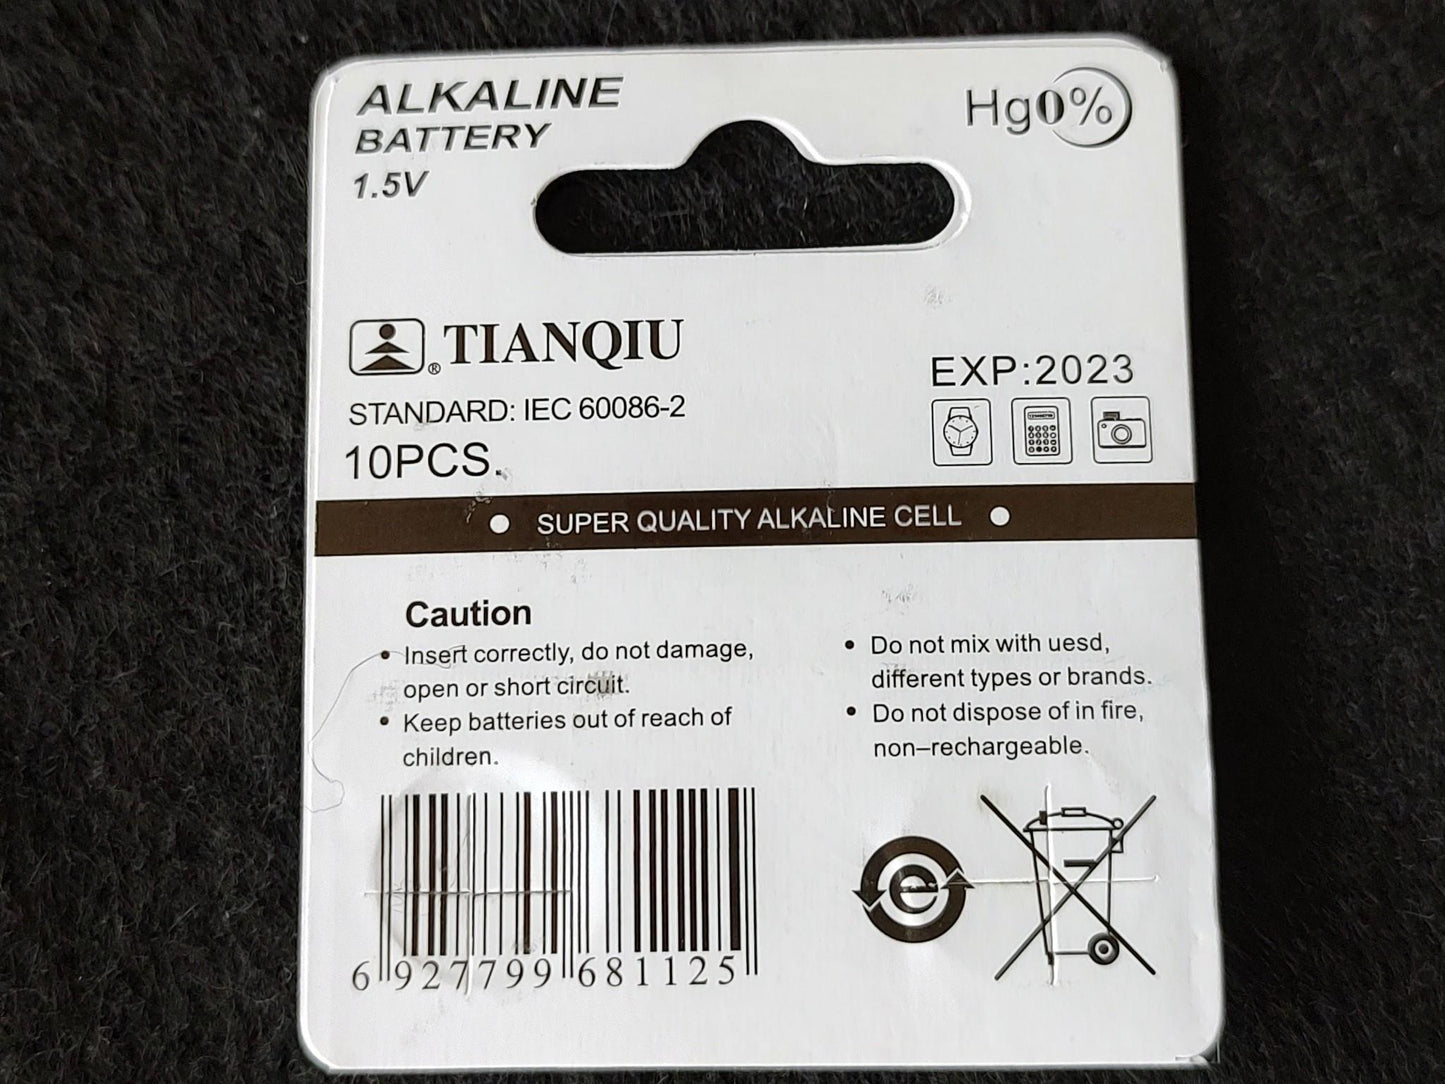 ALKALINE
BATTERY
1.5V
Hg0%
® TIANQIU
STANDARD: IEC 60086-2
10PCS.
EXP:2023
SUPER QUALITY ALKALINE CELL
Caution
• Insert correctly, do not damage,
open or short circuit.
• Keep batteries out of reach of
children.
• Do not mix with uesd,
different types or brands.
• Do not dispose of in fire,
non–rechargeable.
6 927799 681125
e